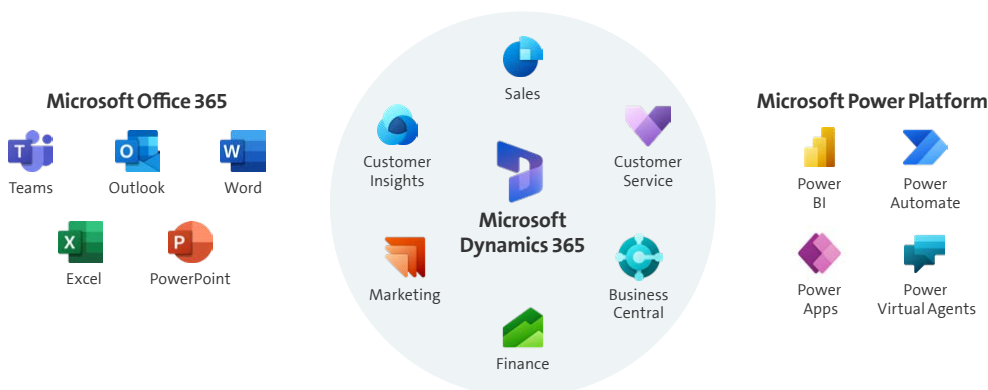 Microsoft Office 365
T
Teams
O
Outlook
W
Word
X
Excel
P
PowerPoint
Sales
Customer
Insights
Customer
Service
Microsoft
Dynamics 365
Marketing
Business
Central
Finance
Microsoft Power Platform
Power
BI
Power
Automate
Power
Apps
Power
Virtual Agents